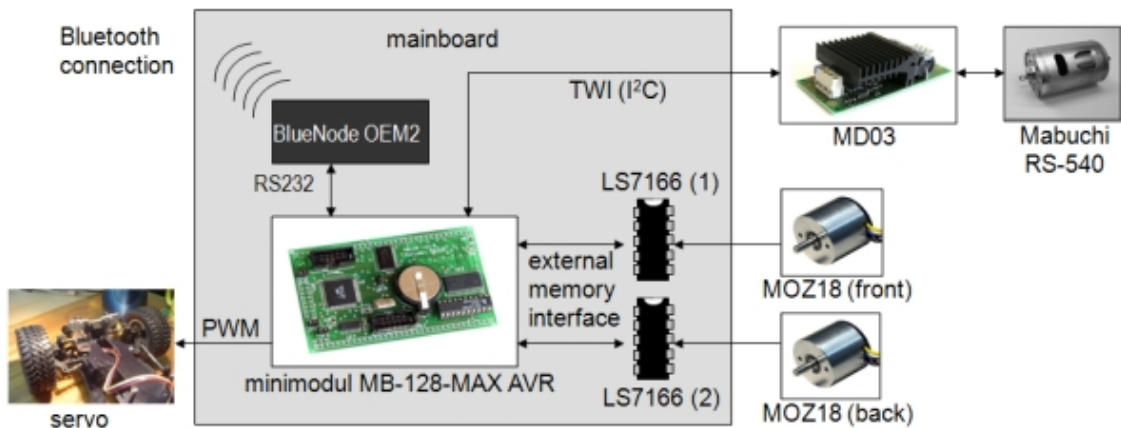 Bluetooth
connection
mainboard
BlueNode OEM2
RS232
TWI (I²C)
MD03
Mabuchi
RS-540
LS7166 (1)
external
memory
interface
MOZ18 (front)
PWM
servo
minimodul MB-128-MAX AVR
LS7166 (2)
MOZ18 (back)